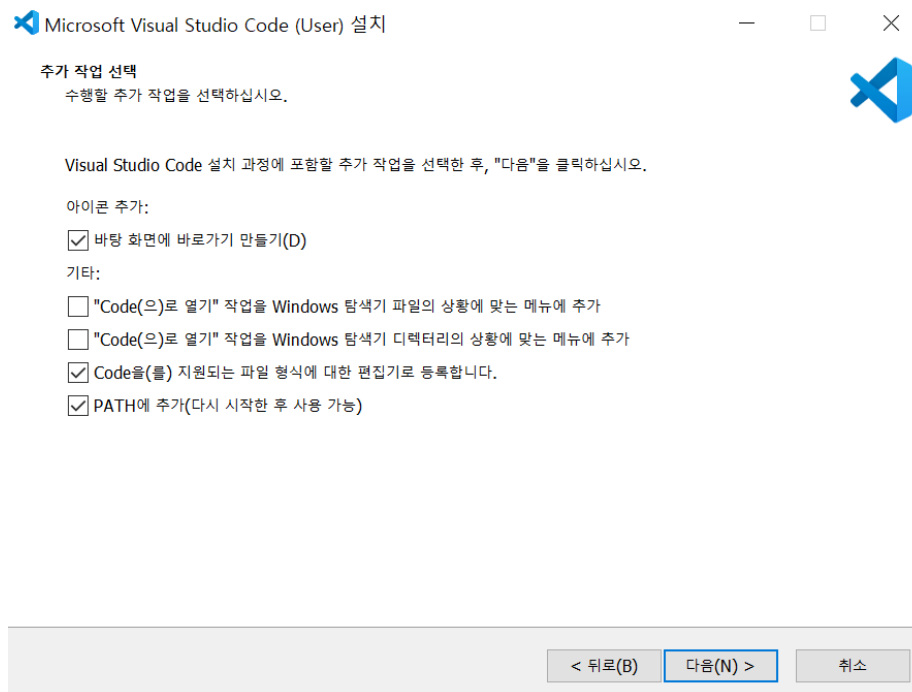 Microsoft Visual Studio Code (User) 설치
추가 작업 선택
수행할 추가 작업을 선택하십시오.
Visual Studio Code 설치 과정에 포함할 추가 작업을 선택한 후, "다음"을 클릭하십시오.
아이콘 추가:
바탕 화면에 바로가기 만들기(D)
기타:
"Code(으)로 열기" 작업을 Windows 탐색기 파일의 상황에 맞는 메뉴에 추가
"Code(으)로 열기" 작업을 Windows 탐색기 디렉터리의 상황에 맞는 메뉴에 추가
Code을(를) 지원되는 파일 형식에 대한 편집기로 등록합니다.
PATH에 추가(다시 시작한 후 사용 가능)
< 뒤로(B) 다음(N) > 취소